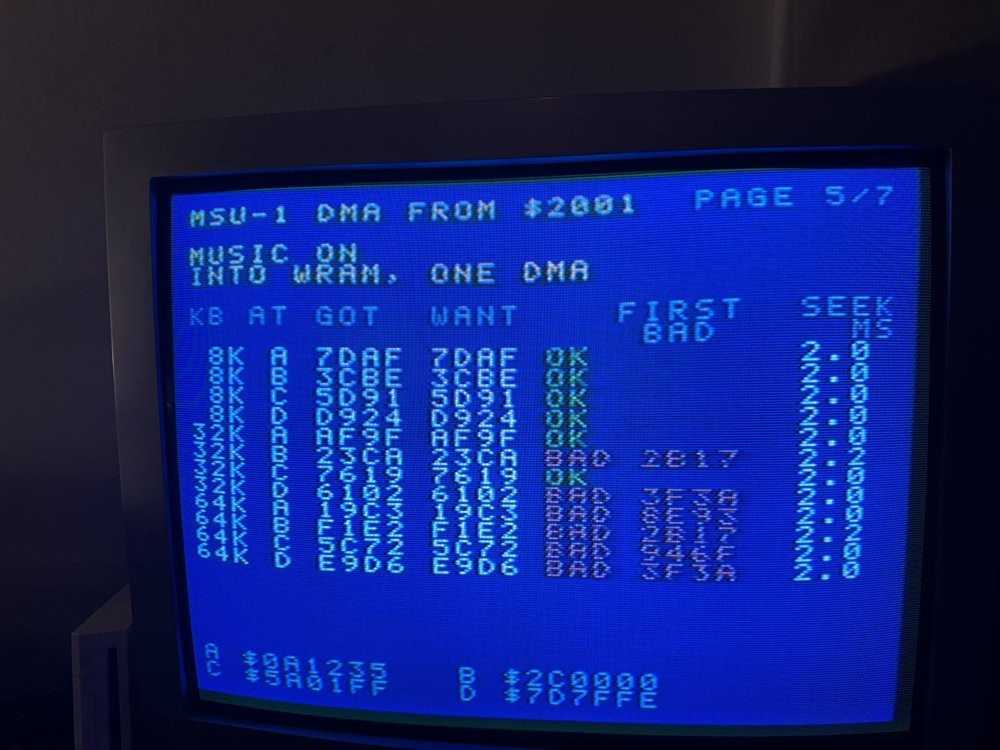 MSU-1 DMA FROM $2001 PAGE 5/7
MUSIC ON
INTO WRAM, ONE DMA
KB AT GOT WANT FIRST BAD SEEK MS
8K A 7DAF 7DAF OK 2.0
8K B 3CBE 3CBE OK 2.0
8K C 5D91 5D91 OK 2.0
8K D D924 D924 OK 2.0
32K A AF9F AF9F OK 2.0
32K B 23CA 23CA BAD 2B17 2.2
32K C 7619 7619 OK 2.0
32K D 6102 6102 BAD 3F3A 2.0
64K A 19C3 19C3 BAD 8E93 2.0
64K B F1E2 F1E2 BAD 2B17 2.2
64K C 5C72 5C72 BAD 946F 2.0
64K D E9D6 E9D6 BAD 3F3A 2.0
A $0A1235 B $2C0000
C $5A01FF D $7D7FFE